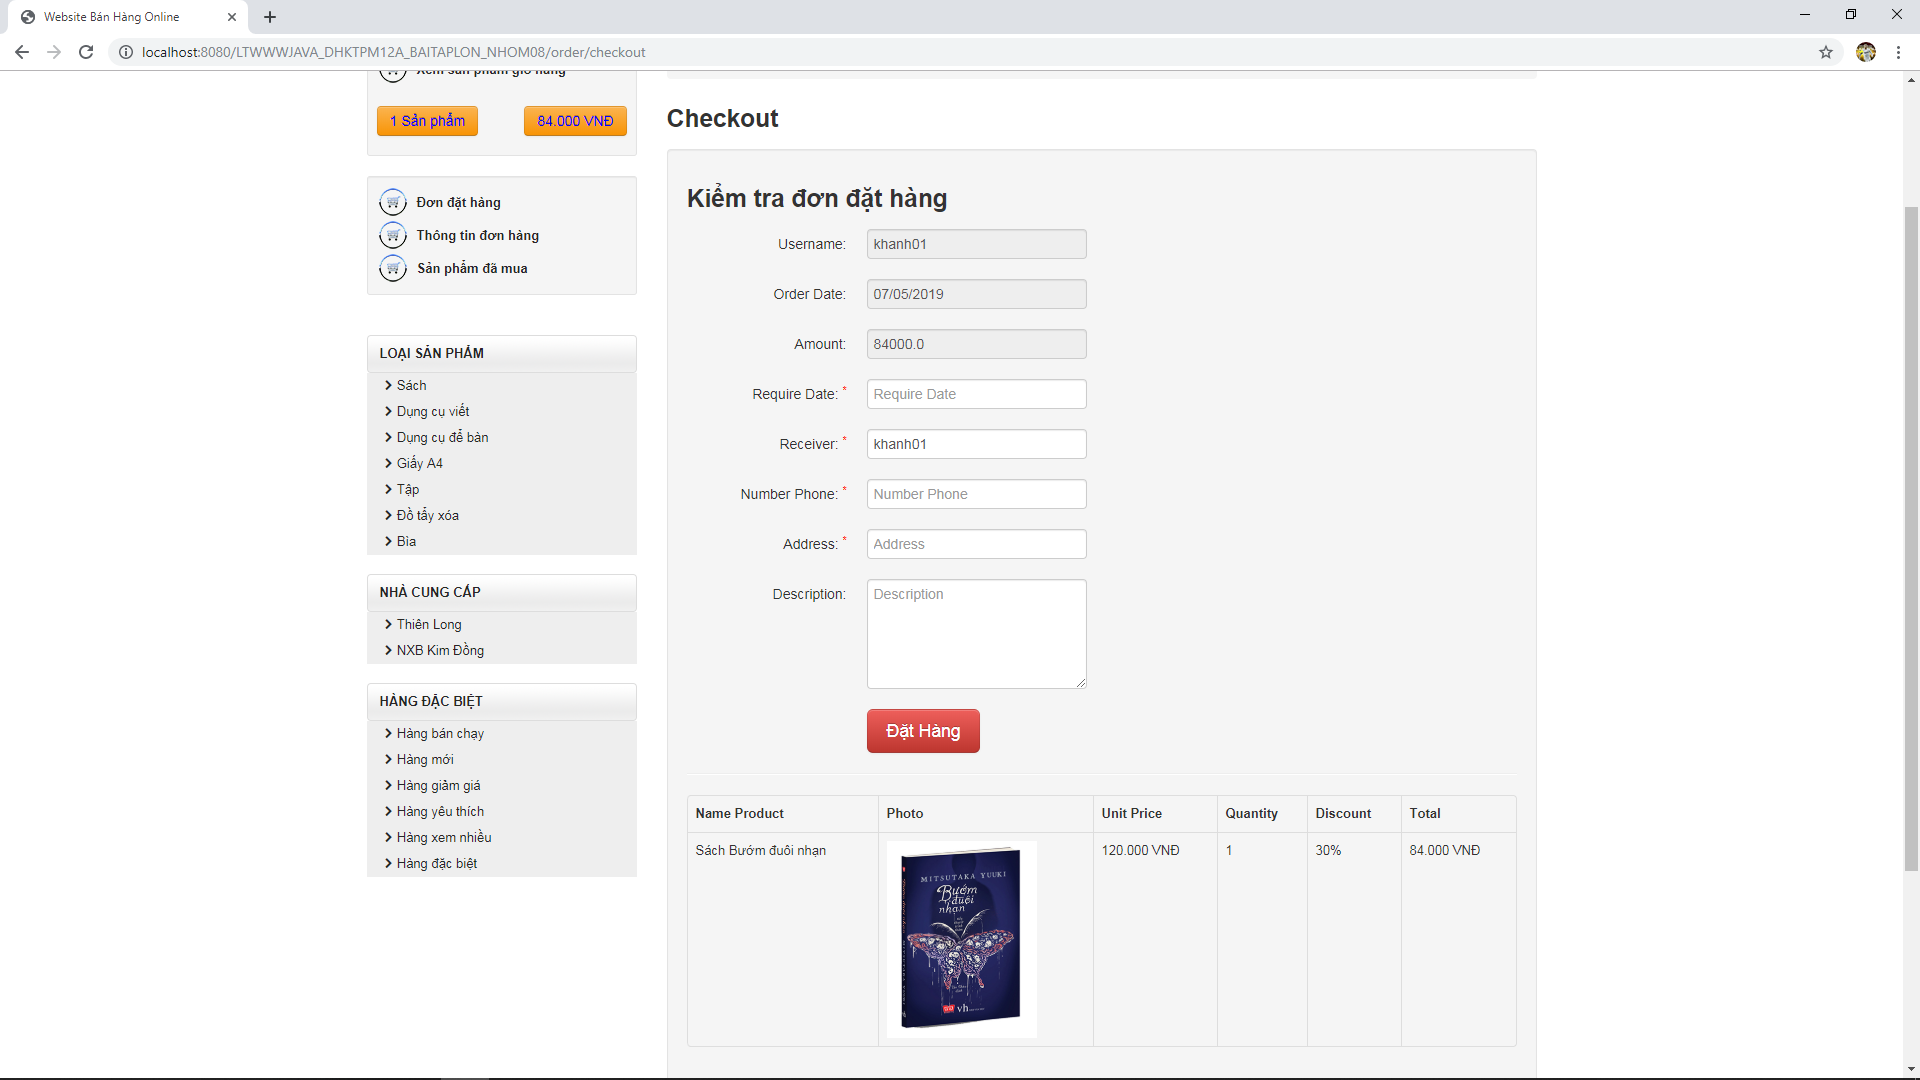 Website Bán Hàng Online
localhost:8080/LTWWWJAVA_DHKTPM12A_BAITAPLON_NHOM08/order/checkout
Xem sản phẩm giỏ hàng
1 Sản phẩm
84.000 VNĐ
Đơn đặt hàng
Thông tin đơn hàng
Sản phẩm đã mua
LOẠI SẢN PHẨM
Sách
Dụng cụ viết
Dụng cụ để bàn
Giấy A4
Tập
Đồ tẩy xóa
Bìa
NHÀ CUNG CẤP
Thiên Long
NXB Kim Đồng
HÀNG ĐẶC BIỆT
Hàng bán chạy
Hàng mới
Hàng giảm giá
Hàng yêu thích
Hàng xem nhiều
Hàng đặc biệt
Checkout
Kiểm tra đơn đặt hàng
Username: khanh01
Order Date: 07/05/2019
Amount: 84000.0
Require Date: * Require Date
Receiver: * khanh01
Number Phone: * Number Phone
Address: * Address
Description: Description
Đặt Hàng
Name Product Photo Unit Price Quantity Discount Total
Sách Bướm đuôi nhạn 120.000 VNĐ 1 30% 84.000 VNĐ
MITSUTAKA YUUKI
Bướm
đuôi
nhạn
vh